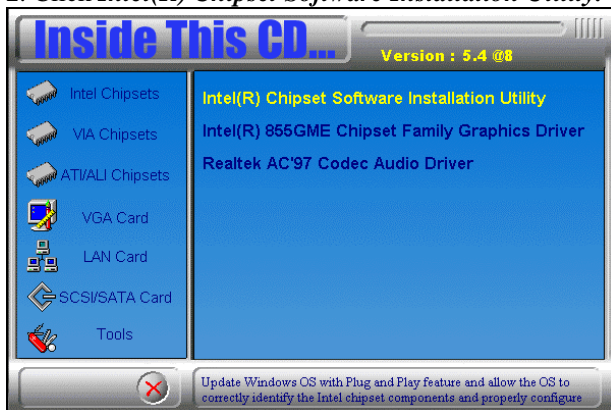 2. Click Intel(R) Chipset Software Installation Utility.
Inside This CD...
Version : 5.4 @8
Intel Chipsets
VIA Chipsets
ATI/ALI Chipsets
VGA Card
LAN Card
SCSI/SATA Card
Tools
Intel(R) Chipset Software Installation Utility
Intel(R) 855GME Chipset Family Graphics Driver
Realtek AC'97 Codec Audio Driver
Update Windows OS with Plug and Play feature and allow the OS to
correctly identify the Intel chipset components and properly configure